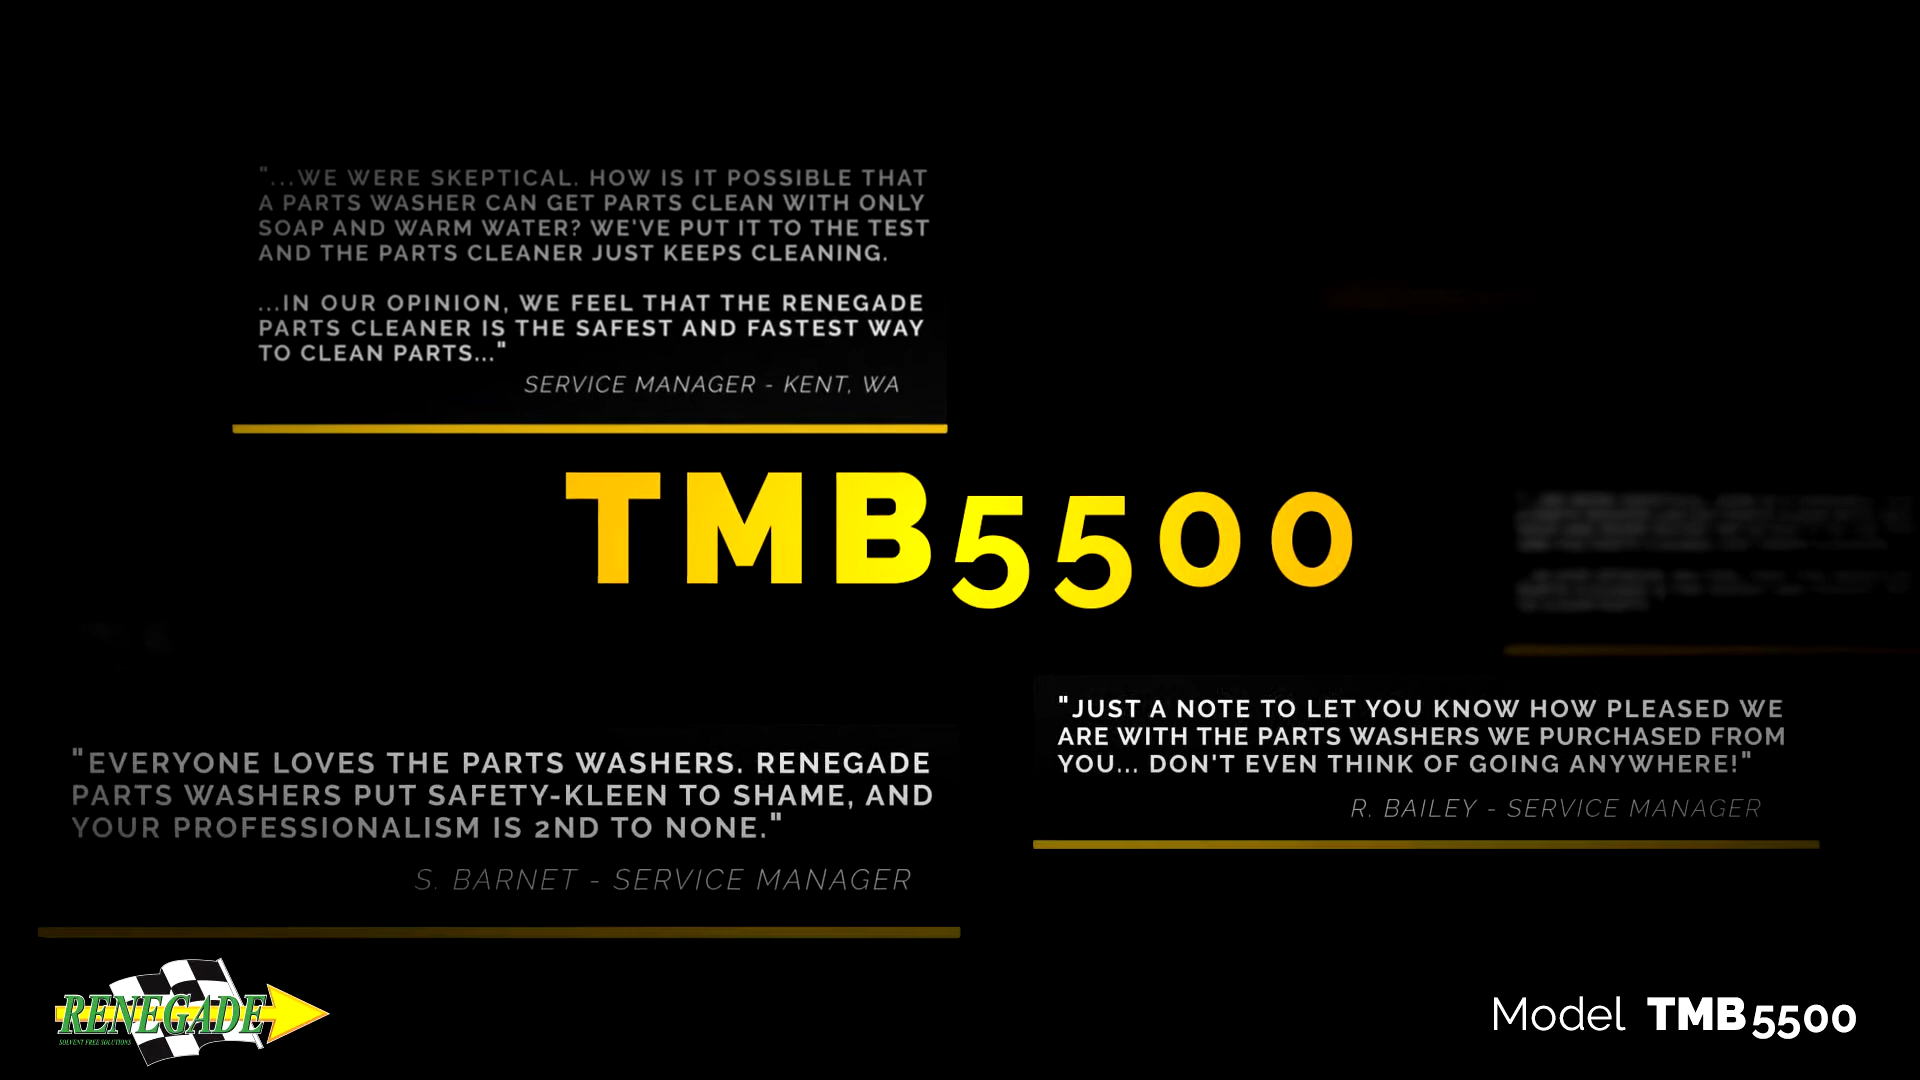 "...WE WERE SKEPTICAL. HOW IS IT POSSIBLE THAT
A PARTS WASHER CAN GET PARTS CLEAN WITH ONLY
SOAP AND WARM WATER? WE'VE PUT IT TO THE TEST
AND THE PARTS CLEANER JUST KEEPS CLEANING.
...IN OUR OPINION, WE FEEL THAT THE RENEGADE
PARTS CLEANER IS THE SAFEST AND FASTEST WAY
TO CLEAN PARTS..."
SERVICE MANAGER - KENT, WA
TMB5500
"JUST A NOTE TO LET YOU KNOW HOW PLEASED WE
ARE WITH THE PARTS WASHERS WE PURCHASED FROM
YOU... DON'T EVEN THINK OF GOING ANYWHERE!"
R. BAILEY - SERVICE MANAGER
"EVERYONE LOVES THE PARTS WASHERS. RENEGADE
PARTS WASHERS PUT SAFETY-KLEEN TO SHAME, AND
YOUR PROFESSIONALISM IS 2ND TO NONE."
S. BARNET - SERVICE MANAGER
RENEGADE
SOLVENT FREE SOLUTIONS
Model TMB5500